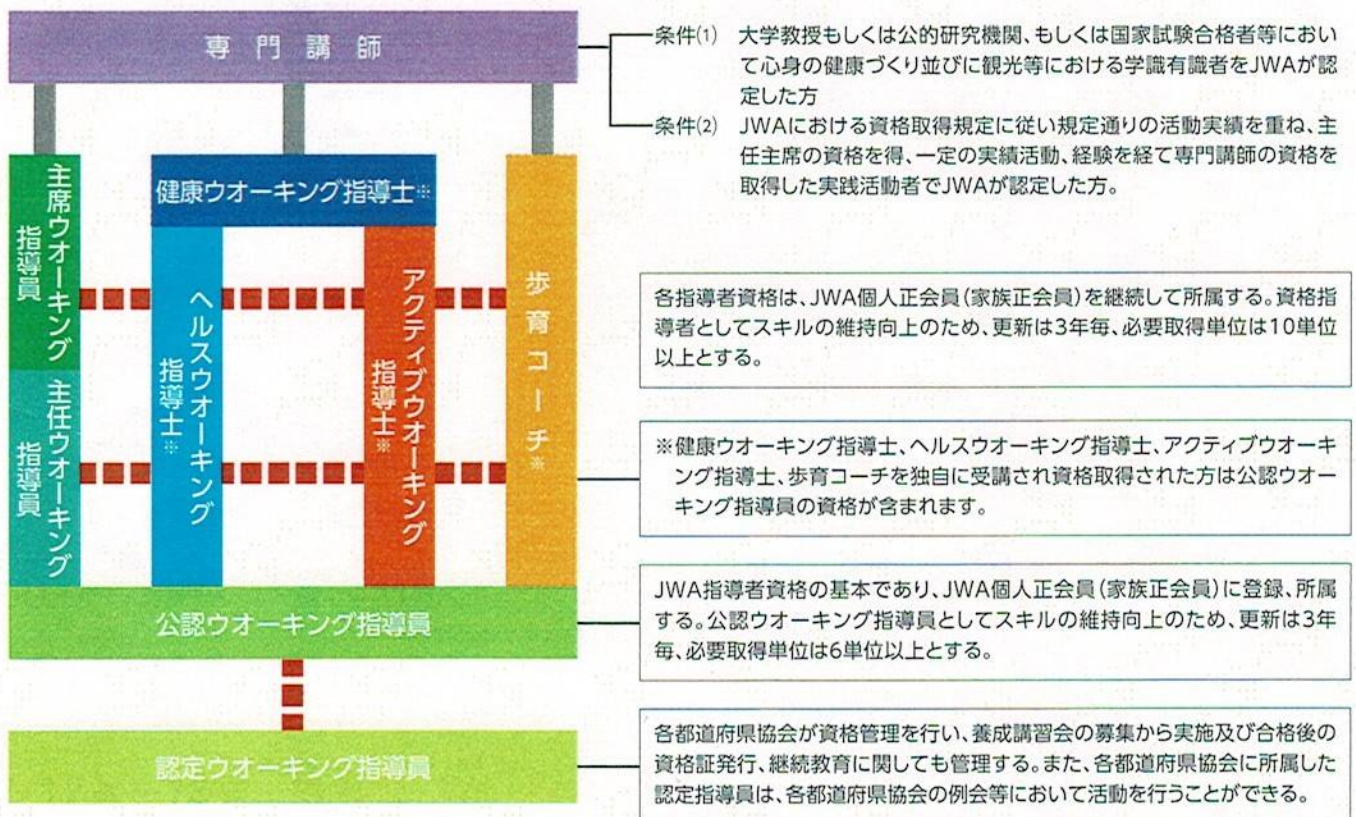 専門講師
条件(1) 大学教授もしくは公的研究機関、もしくは国家試験合格者等におい
て心身の健康づくり並びに観光等における学識有識者をJWAが認
定した方
条件(2) JWAにおける資格取得規定に従い規定通りの活動実績を重ね、主
任主席の資格を得、一定の実績活動、経験を経て専門講師の資格を
取得した実践活動者でJWAが認定した方。
主席ウオーキング
指導員
主任ウオーキング
指導員
健康ウオーキング指導士※
ヘルスウオーキング
指導士※
アクティブウオーキング
指導士※
歩育コーチ※
各指導者資格は、JWA個人正会員(家族正会員)を継続して所属する。資格指
導者としてスキルの維持向上のため、更新は3年毎、必要取得単位は10単位
以上とする。
※健康ウオーキング指導士、ヘルスウオーキング指導士、アクティブウオーキ
ング指導士、歩育コーチを独自に受講され資格取得された方は公認ウオー
キング指導員の資格が含まれます。
公認ウオーキング指導員
JWA指導者資格の基本であり、JWA個人正会員(家族正会員)に登録、所属
する。公認ウオーキング指導員としてスキルの維持向上のため、更新は3年
毎、必要取得単位は6単位以上とする。
認定ウオーキング指導員
各都道府県協会が資格管理を行い、養成講習会の募集から実施及び合格後の
資格証発行、継続教育に関しても管理する。また、各都道府県協会に所属した
認定指導員は、各都道府県協会の例会等において活動を行うことができる。